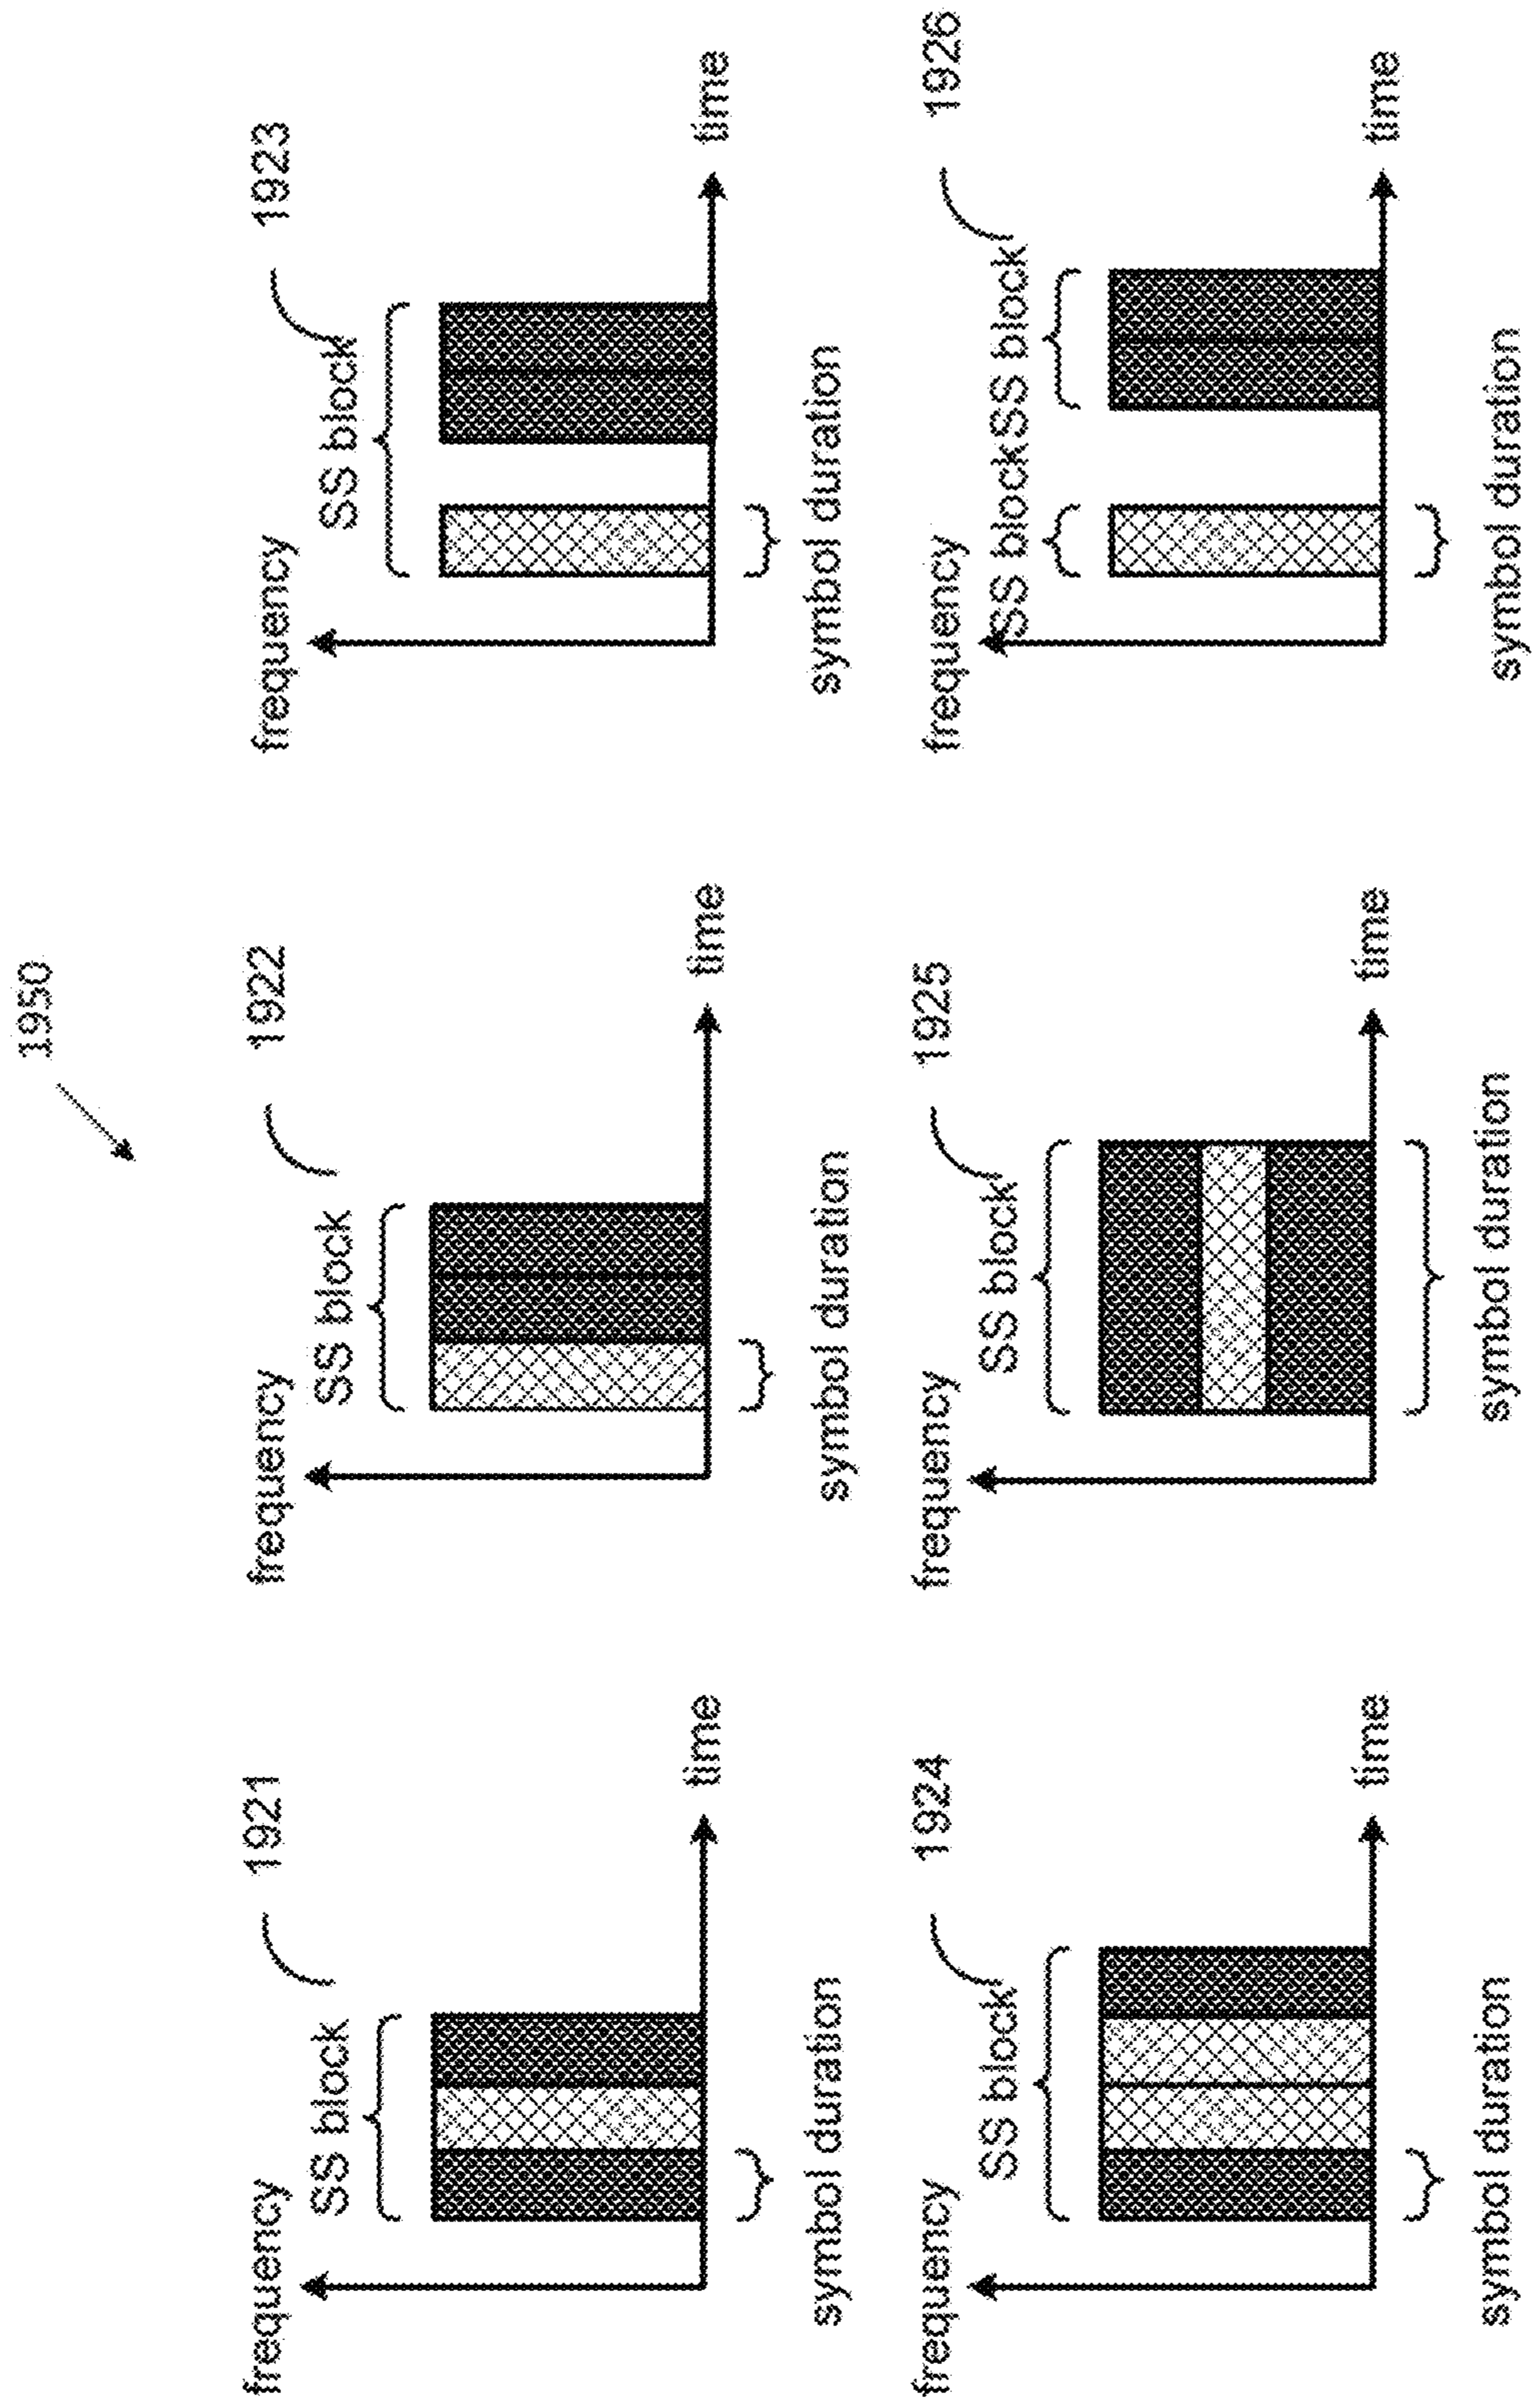 1950
1921
frequency
SS block
time
symbol duration
1922
frequency
SS block
time
symbol duration
1923
frequency
SS block
time
symbol duration
1924
frequency
SS block
time
symbol duration
1925
frequency
SS block
time
symbol duration
1926
frequency
SS blockSS block
time
symbol duration